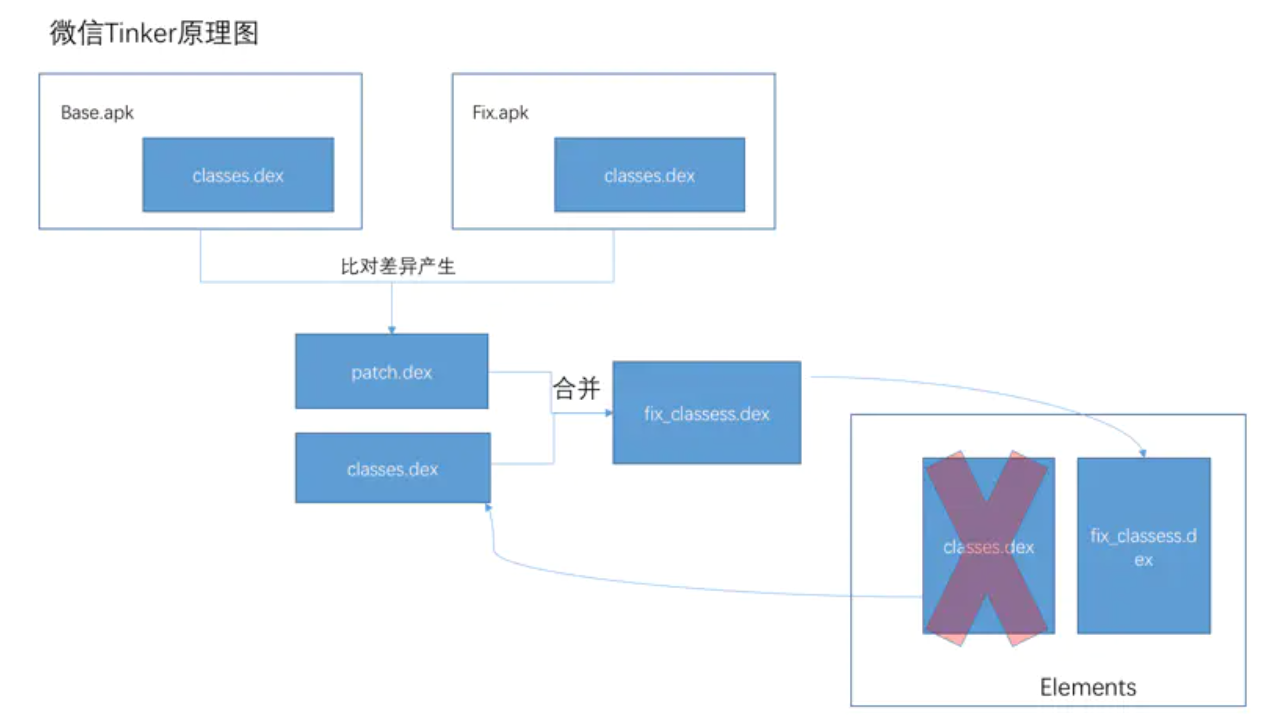 微信Tinker原理图
Base.apk
classes.dex
Fix.apk
classes.dex
比对差异产生
patch.dex
合并
fix_classess.dex
classes.dex
classes.dex
fix_classess.d
ex
Elements